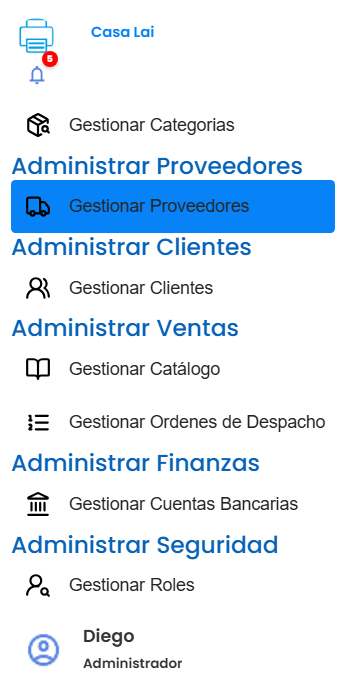 Casa Lai
5
Gestionar Categorias
Administrar Proveedores
Gestionar Proveedores
Administrar Clientes
Gestionar Clientes
Administrar Ventas
Gestionar Catálogo
Gestionar Ordenes de Despacho
Administrar Finanzas
Gestionar Cuentas Bancarias
Administrar Seguridad
Gestionar Roles
Diego
Administrador